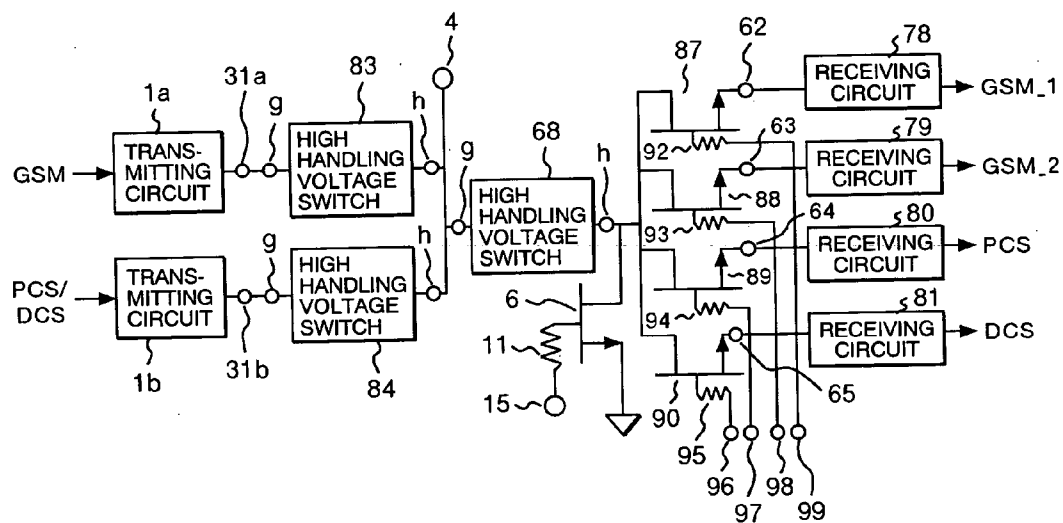 4
62
78
87
RECEIVING
CIRCUIT
GSM_1
1a
31a
g
83
h
TRANS-
MITTING
CIRCUIT
GSM
HIGH
HANDLING
VOLTAGE
SWITCH
g
68
h
HIGH
HANDLING
VOLTAGE
SWITCH
92
63
79
RECEIVING
CIRCUIT
GSM_2
88
93
64
80
RECEIVING
CIRCUIT
PCS
89
94
81
RECEIVING
CIRCUIT
DCS
PCS/
DCS
TRANS-
MITTING
CIRCUIT
g
HIGH
HANDLING
VOLTAGE
SWITCH
h
1b
31b
84
6
11
15
90
95
65
96
97
98
99